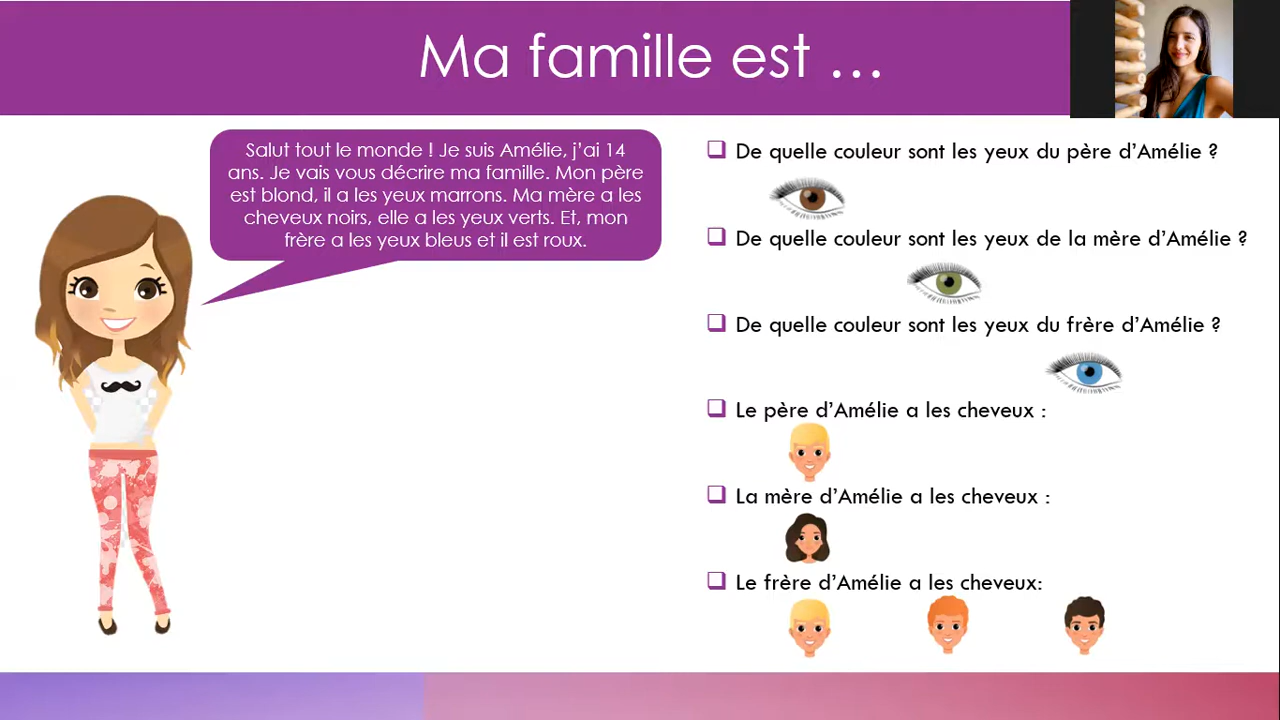 Ma famille est ...
Salut tout le monde ! Je suis Amélie, j'ai 14
ans. Je vais vous décrire ma famille. Mon père
est blond, il a les yeux marrons. Ma mère a les
cheveux noirs, elle a les yeux verts. Et, mon
frère a les yeux bleus et il est roux.
De quelle couleur sont les yeux du père d'Amélie ?
De quelle couleur sont les yeux de la mère d'Amélie ?
De quelle couleur sont les yeux du frère d'Amélie ?
Le père d'Amélie a les cheveux :
La mère d'Amélie a les cheveux :
Le frère d'Amélie a les cheveux: